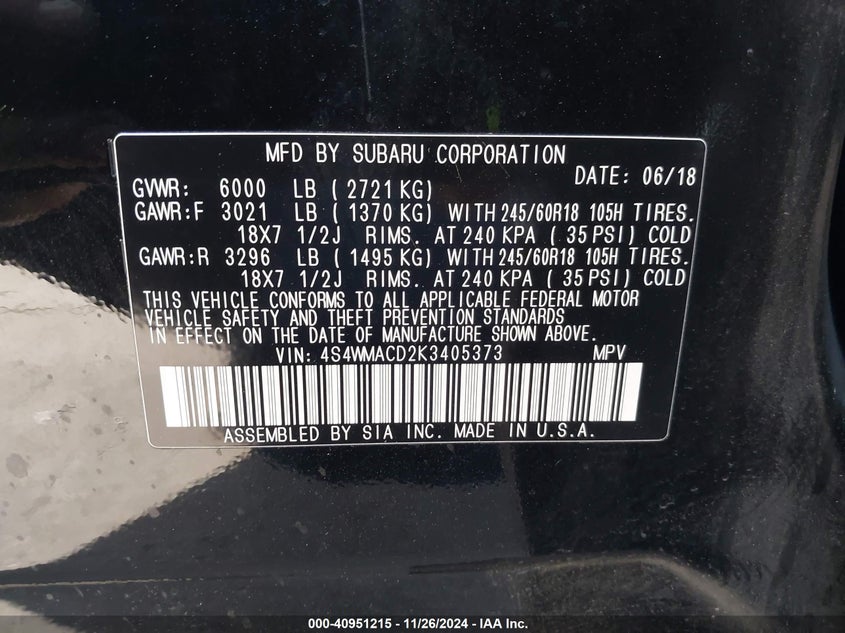 MFD BY SUBARU CORPORATION
DATE: 06/18
GVWR: 6000 LB ( 2721 KG)
GAWR:F 3021 LB ( 1370 KG) WITH 245/60R18 105H TIRES.
18X7 1/2J RIMS. AT 240 KPA ( 35 PSI) COLD
GAWR:R 3296 LB ( 1495 KG) WITH 245/60R18 105H TIRES.
18X7 1/2J RIMS. AT 240 KPA ( 35 PSI) COLD
THIS VEHICLE CONFORMS TO ALL APPLICABLE FEDERAL MOTOR
VEHICLE SAFETY AND THEFT PREVENTION STANDARDS
IN EFFECT ON THE DATE OF MANUFACTURE SHOWN ABOVE.
VIN: 4S4WMACD2K3405373 MPV
ASSEMBLED BY SIA INC. MADE IN U.S.A.
000-40951215 - 11/26/2024 - IAA Inc.